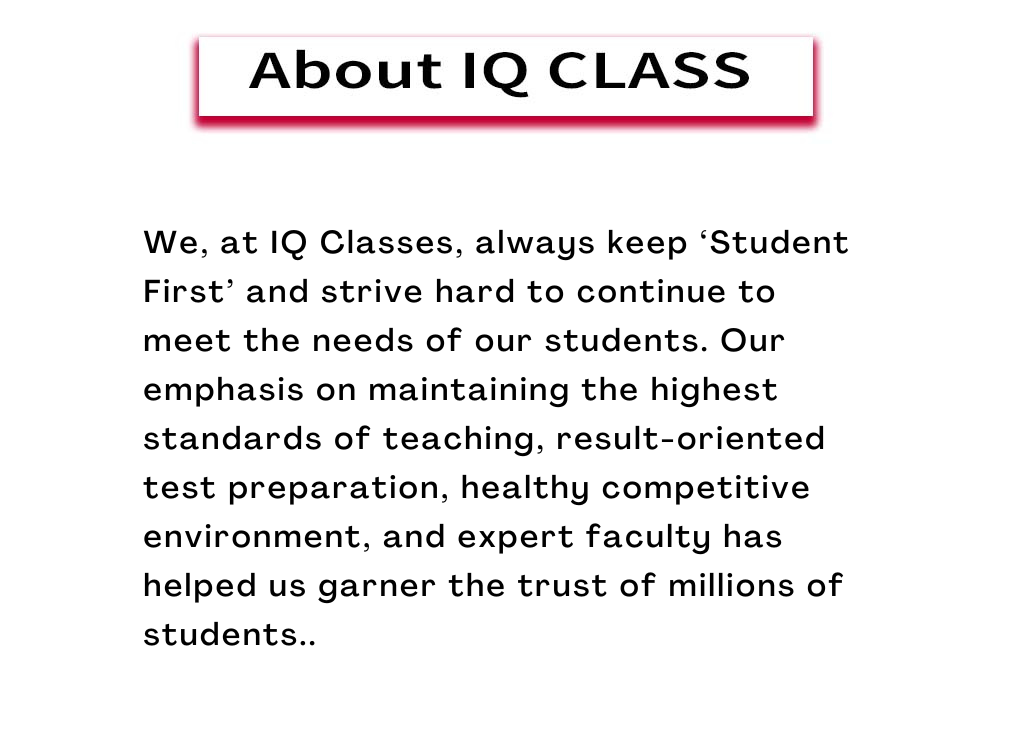 About IQ CLASS
We, at IQ Classes, always keep ‘Student
First’ and strive hard to continue to
meet the needs of our students. Our
emphasis on maintaining the highest
standards of teaching, result-oriented
test preparation, healthy competitive
environment, and expert faculty has
helped us garner the trust of millions of
students..